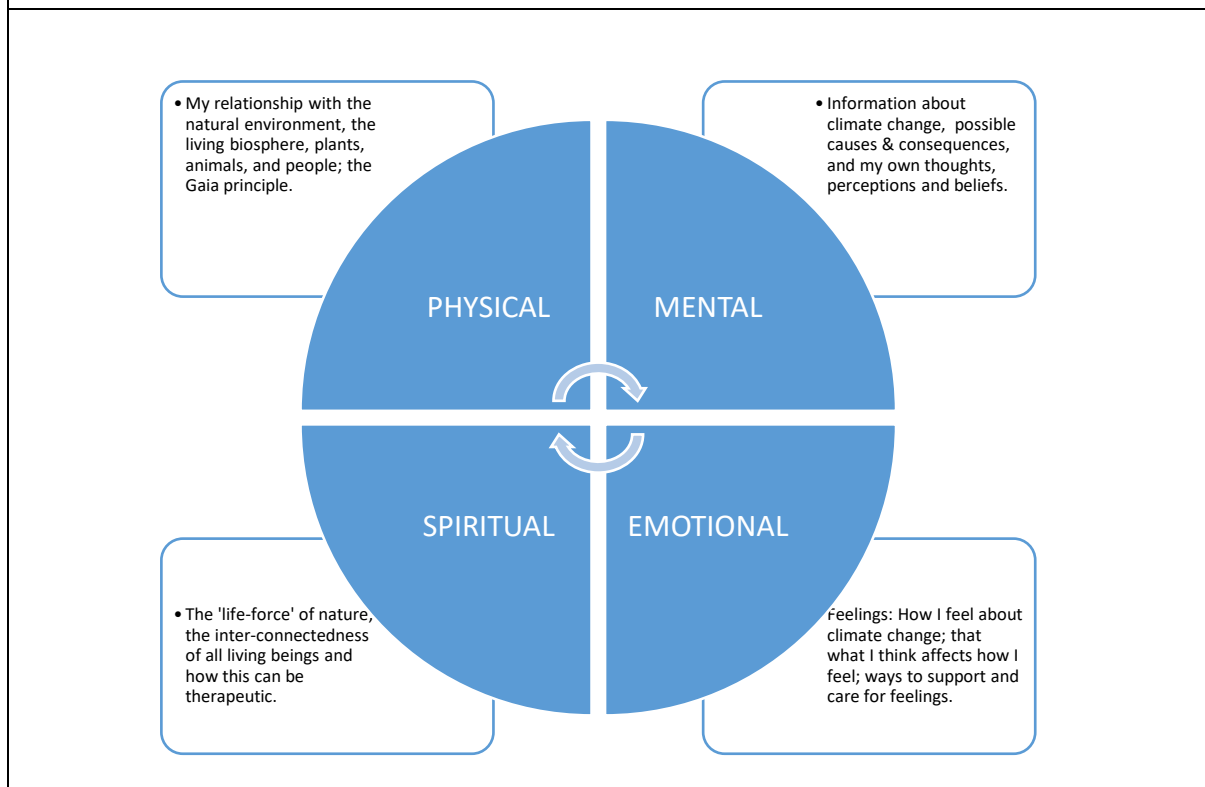 • My relationship with the
natural environment, the
living biosphere, plants,
animals, and people; the
Gaia principle.
• Information about
climate change, possible
causes & consequences,
and my own thoughts,
perceptions and beliefs.
PHYSICAL
MENTAL
SPIRITUAL
EMOTIONAL
• The 'life-force' of nature,
the inter-connectedness
of all living beings and
how this can be
therapeutic.
Feelings: How I feel about
climate change; that
what I think affects how I
feel; ways to support and
care for feelings.